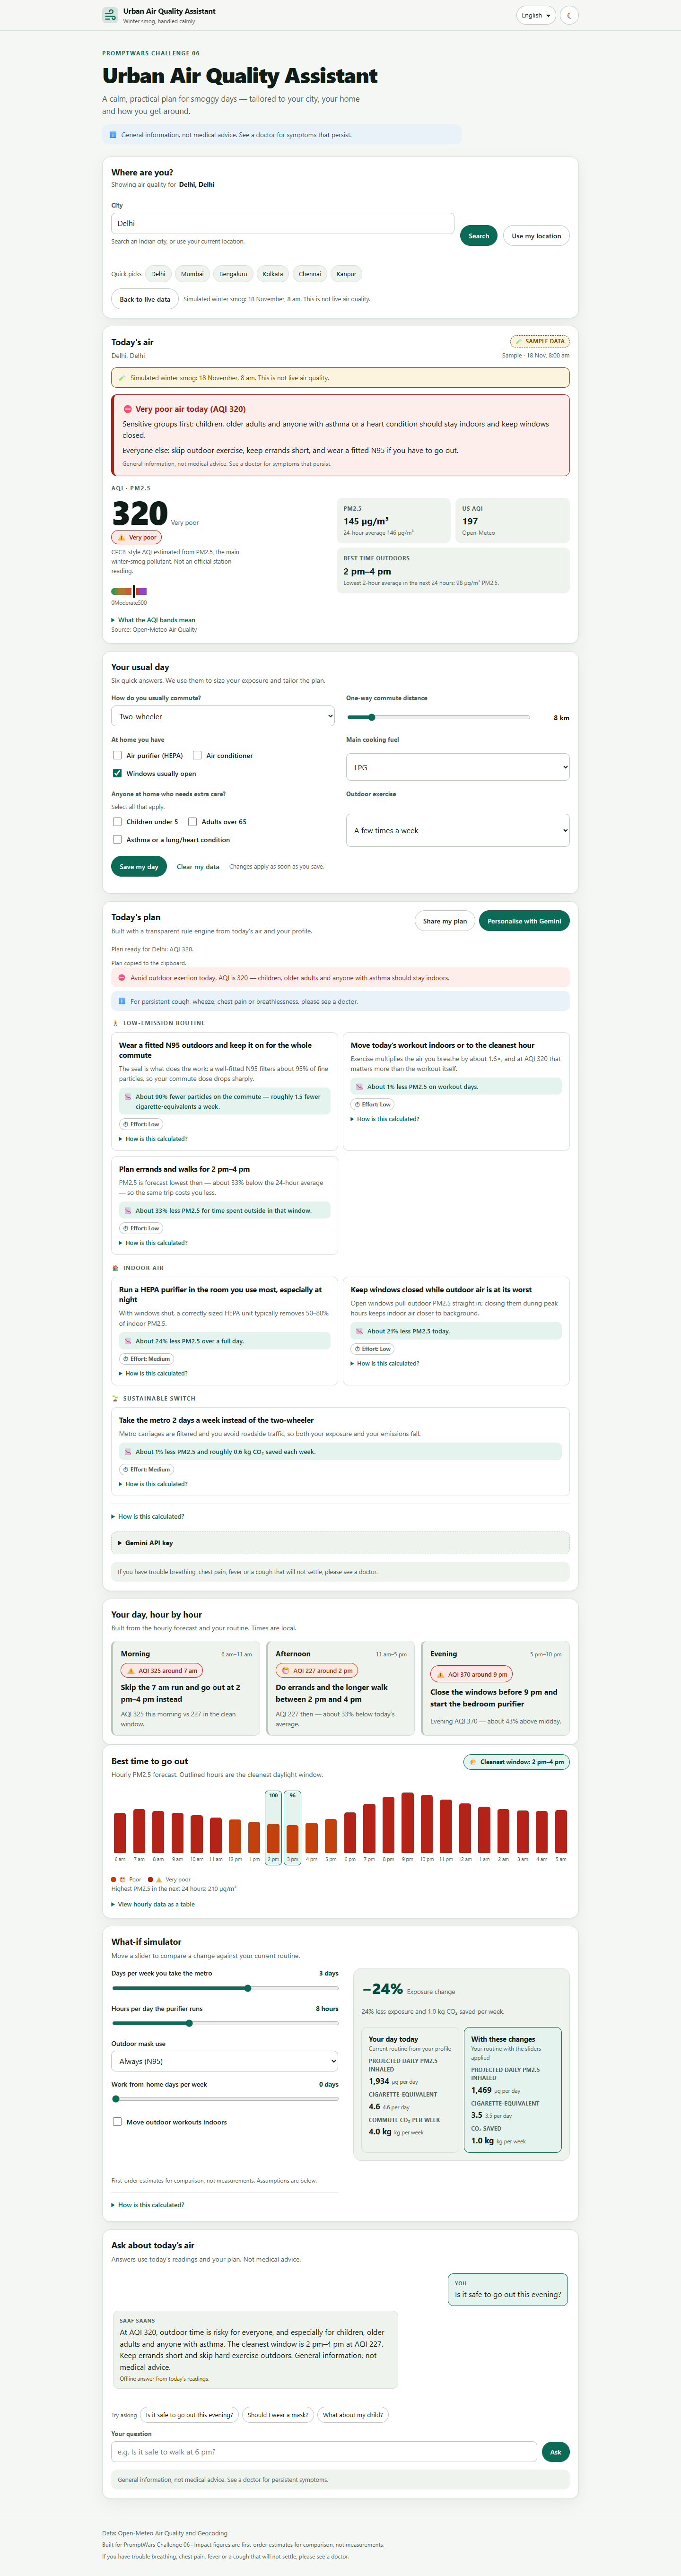 Urban Air Quality Assistant
Winter smog, handled calmly
English
PROMPTWARS CHALLENGE 06
Urban Air Quality Assistant
A calm, practical plan for smoggy days — tailored to your city, your home
and how you get around.
General information, not medical advice. See a doctor for symptoms that persist.
Where are you?
Showing air quality for Delhi, Delhi
City
Delhi
Search
Use my location
Search an Indian city, or use your current location.
Quick picks
Delhi
Mumbai
Bengaluru
Kolkata
Chennai
Kanpur
Back to live data
Simulated winter smog: 18 November, 8 am. This is not live air quality.
Today's air
SAMPLE DATA
Delhi, Delhi
Sample · 18 Nov, 8:00 am
Simulated winter smog: 18 November, 8 am. This is not live air quality.
Very poor air today (AQI 320)
Sensitive groups first: children, older adults and anyone with asthma or a heart condition should stay indoors and keep windows
closed.
Everyone else: skip outdoor exercise, keep errands short, and wear a fitted N95 if you have to go out.
General information, not medical advice. See a doctor for symptoms that persist.
AQI · PM2.5
320 Very poor
Very poor
CPCB-style AQI estimated from PM2.5, the main
winter-smog pollutant. Not an official station
reading.
0Moderate500
What the AQI bands mean
Source: Open-Meteo Air Quality
PM2.5
145 µg/m³
24-hour average 146 µg/m³
US AQI
197
Open-Meteo
BEST TIME OUTDOORS
2 pm–4 pm
Lowest 2-hour average in the next 24 hours: 98 µg/m³ PM2.5.
Your usual day
Six quick answers. We use them to size your exposure and tailor the plan.
How do you usually commute?
Two-wheeler
One-way commute distance
8 km
At home you have
Air purifier (HEPA)
Air conditioner
Windows usually open
Main cooking fuel
LPG
Anyone at home who needs extra care?
Select all that apply.
Children under 5
Adults over 65
Asthma or a lung/heart condition
Outdoor exercise
A few times a week
Save my day
Clear my data
Changes apply as soon as you save.
Today's plan
Share my plan
Personalise with Gemini
Built with a transparent rule engine from today's air and your profile.
Plan ready for Delhi: AQI 320.
Plan copied to the clipboard.
Avoid outdoor exertion today. AQI is 320 — children, older adults and anyone with asthma should stay indoors.
For persistent cough, wheeze, chest pain or breathlessness, please see a doctor.
LOW-EMISSION ROUTINE
Wear a fitted N95 outdoors and keep it on for the whole
commute
The seal is what does the work: a well-fitted N95 filters about 95% of fine
particles, so your commute dose drops sharply.
About 90% fewer particles on the commute — roughly 1.5 fewer
cigarette-equivalents a week.
Effort: Low
How is this calculated?
Move today's workout indoors or to the cleanest hour
Exercise multiplies the air you breathe by about 1.6×, and at AQI 320 that
matters more than the workout itself.
About 1% less PM2.5 on workout days.
Effort: Low
How is this calculated?
Plan errands and walks for 2 pm–4 pm
PM2.5 is forecast lowest then — about 33% below the 24-hour average
— so the same trip costs you less.
About 33% less PM2.5 for time spent outside in that window.
Effort: Low
How is this calculated?
INDOOR AIR
Run a HEPA purifier in the room you use most, especially at
night
With windows shut, a correctly sized HEPA unit typically removes 50–80%
of indoor PM2.5.
About 24% less PM2.5 over a full day.
Effort: Medium
How is this calculated?
Keep windows closed while outdoor air is at its worst
Open windows pull outdoor PM2.5 straight in; closing them during peak
hours keeps indoor air closer to background.
About 21% less PM2.5 today.
Effort: Low
How is this calculated?
SUSTAINABLE SWITCH
Take the metro 2 days a week instead of the two-wheeler
Metro carriages are filtered and you avoid roadside traffic, so both your exposure and your emissions fall.
About 1% less PM2.5 and roughly 0.6 kg CO₂ saved each week.
Effort: Medium
How is this calculated?
How is this calculated?
Gemini API key
If you have trouble breathing, chest pain, fever or a cough that will not settle, please see a doctor.
Your day, hour by hour
Built from the hourly forecast and your routine. Times are local.
Morning
6 am–11 am
AQI 325 around 7 am
Skip the 7 am run and go out at 2
pm–4 pm instead
AQI 325 this morning vs 227 in the clean
window.
Afternoon
11 am–5 pm
AQI 227 around 2 pm
Do errands and the longer walk
between 2 pm and 4 pm
AQI 227 then — about 33% below today's
average.
Evening
5 pm–10 pm
AQI 370 around 9 pm
Close the windows before 9 pm and
start the bedroom purifier
Evening AQI 370 — about 43% above midday.
Best time to go out
Cleanest window: 2 pm–4 pm
Hourly PM2.5 forecast. Outlined hours are the cleanest daylight window.
100
96
6 am 7 am 8 am 9 am 10 am 11 am 12 pm 1 pm 2 pm 3 pm 4 pm 5 pm 6 pm 7 pm 8 pm 9 pm 10 pm 11 pm 12 am 1 am 2 am 3 am 4 am 5 am
Poor
Very poor
Highest PM2.5 in the next 24 hours: 210 µg/m³
View hourly data as a table
What-if simulator
Move a slider to compare a change against your current routine.
Days per week you take the metro
3 days
Hours per day the purifier runs
8 hours
Outdoor mask use
Always (N95)
Work-from-home days per week
0 days
Move outdoor workouts indoors
First-order estimates for comparison, not measurements. Assumptions are below.
How is this calculated?
−24% Exposure change
24% less exposure and 1.0 kg CO₂ saved per week.
Your day today
Current routine from your profile
PROJECTED DAILY PM2.5
INHALED
1,934 µg per day
CIGARETTE-EQUIVALENT
4.6 4.6 per day
COMMUTE CO₂ PER WEEK
4.0 kg kg per week
With these changes
Your routine with the sliders
applied
PROJECTED DAILY PM2.5
INHALED
1,469 µg per day
CIGARETTE-EQUIVALENT
3.5 3.5 per day
CO₂ SAVED
1.0 kg kg per week
Ask about today's air
Answers use today's readings and your plan. Not medical advice.
YOU
Is it safe to go out this evening?
SAAF SAANS
At AQI 320, outdoor time is risky for everyone, and especially for children, older
adults and anyone with asthma. The cleanest window is 2 pm–4 pm at AQI 227.
Keep errands short and skip hard exercise outdoors. General information, not
medical advice.
Offline answer from today's readings.
Try asking
Is it safe to go out this evening?
Should I wear a mask?
What about my child?
Your question
e.g. Is it safe to walk at 6 pm?
Ask
General information, not medical advice. See a doctor for persistent symptoms.
Data: Open-Meteo Air Quality and Geocoding
Built for PromptWars Challenge 06 · Impact figures are first-order estimates for comparison, not measurements.
If you have trouble breathing, chest pain, fever or a cough that will not settle, please see a doctor.